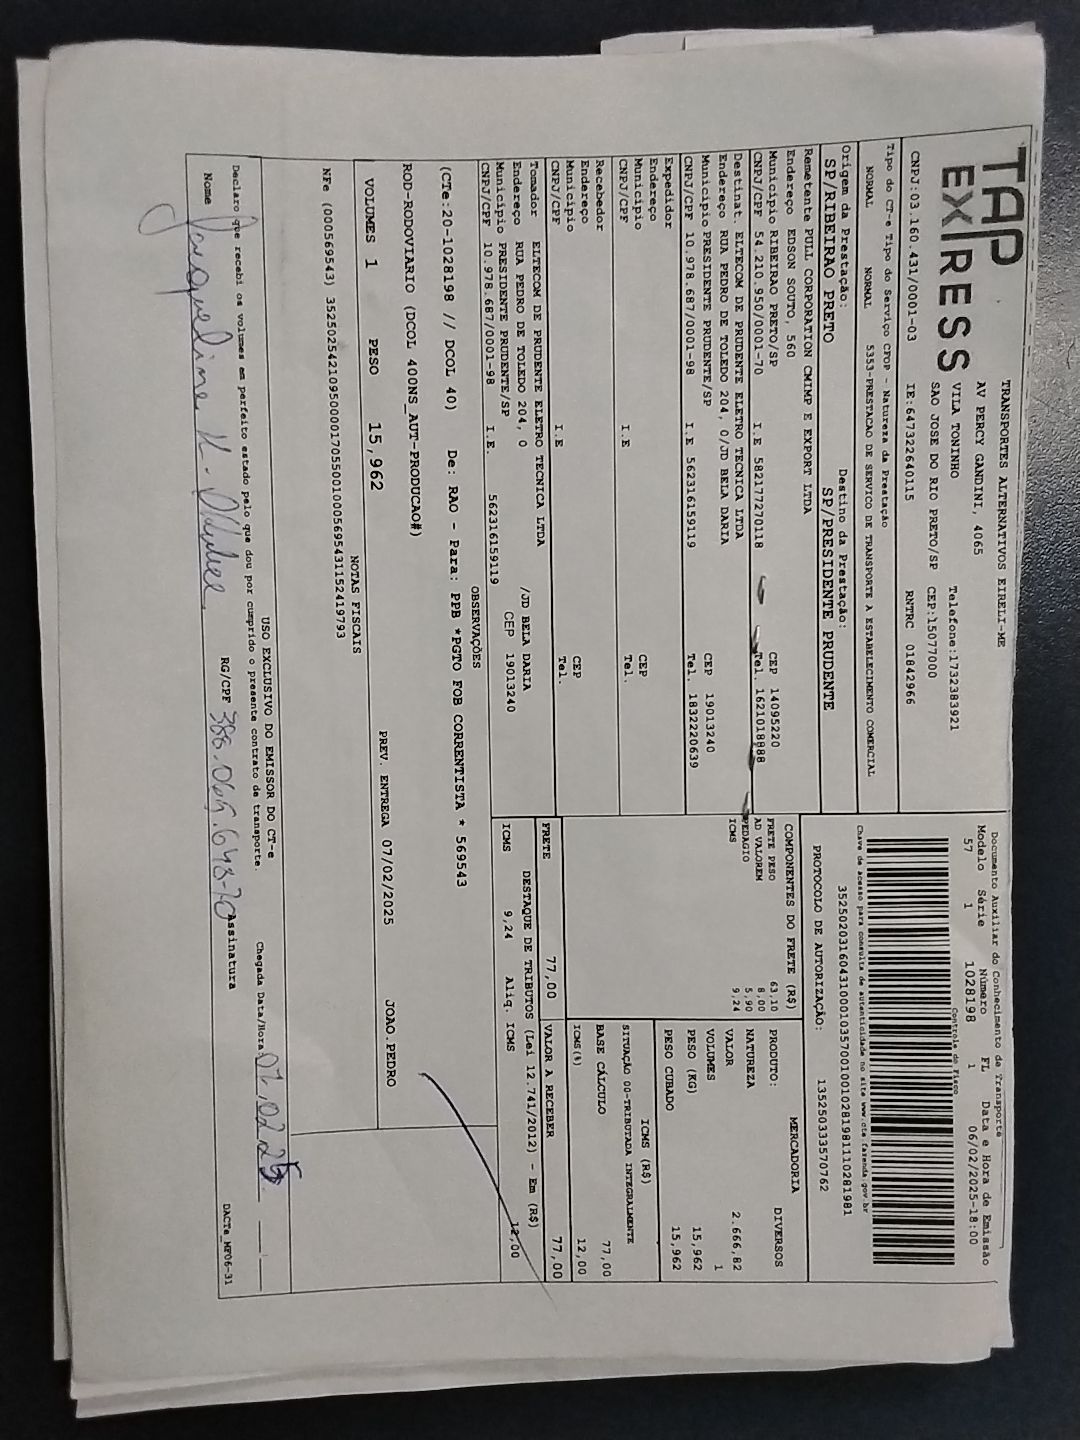 TAP
EXPRESS
TRANSPORTES ALTERNATIVOS EIRELI-ME
AV PERCY GANDINI, 4065
VILA TONINHO
SAO JOSE DO RIO PRETO/SP
Telefone:1732383921
CEP:15077000
CNPJ:03.160.431/0001-03 IE:647322640115 RNTRC 01842966
Documento Auxiliar do Conhecimento de Transporte
Modelo Série Número FL Data e Hora de Emissão
57 1 1028198 1 06/02/2025-18:00
Controle do Fisco
Chave de acesso para consulta de autenticidade no site www.cte.fazenda.gov.br
35250203160431000103570010010281981110281981
PROTOCOLO DE AUTORIZAÇÃO: 135250333570762
Tipo do CT-e Tipo do Serviço CFOP - Natureza da Prestação
NORMAL NORMAL 5353-PRESTACAO DE SERVICO DE TRANSPORTE A ESTABELECIMENTO COMERCIAL
Origem da Prestação: Destino da Prestação:
SP/RIBEIRAO PRETO SP/PRESIDENTE PRUDENTE
Remetente PULL CORPORATION CMIMP E EXPORT LTDA
Endereço EDSON SOUTO, 560
Município RIBEIRAO PRETO/SP CEP 14095220
CNPJ/CPF 54.210.950/0001-70 I.E 582177270118 Tel. 1621018888
Destinat. ELTECOM DE PRUDENTE ELETRO TECNICA LTDA
Endereço RUA PEDRO DE TOLEDO 204, 0/JD BELA DARIA
Município PRESIDENTE PRUDENTE/SP CEP 19013240
CNPJ/CPF 10.978.687/0001-98 I.E 562316159119 Tel. 1832220639
Expedidor
Endereço
Município CEP
CNPJ/CPF I.E Tel.
Recebedor
Endereço
Município CEP
CNPJ/CPF I.E Tel.
Tomador ELTECOM DE PRUDENTE ELETRO TECNICA LTDA
Endereço RUA PEDRO DE TOLEDO 204, 0 /JD BELA DARIA
Município PRESIDENTE PRUDENTE/SP CEP 19013240
CNPJ/CPF 10.978.687/0001-98 I.E. 562316159119
COMPONENTES DO FRETE (R$)
FRETE PESO 63,10
AD VALOREM 8,00
PEDAGIO 5,90
ICMS 9,24
MERCADORIA
PRODUTO: DIVERSOS
NATUREZA
VALOR 2.666,82
VOLUMES 1
PESO (KG) 15,962
PESO CUBADO 15,962
ICMS (R$)
SITUAÇÃO 00-TRIBUTADA INTEGRALMENTE
BASE CÁLCULO 77,00
ICMS(%) 12,00
FRETE 77,00 VALOR A RECEBER 77,00
DESTAQUE DE TRIBUTOS (Lei 12.741/2012) - Em (R$)
ICMS 9,24 Aliq. ICMS 12,00
OBSERVAÇÕES
(CTe:20-1028198 // DCOL 40) De: RAO - Para: PPB *PGTO FOB CORRENTISTA * 569543
ROD-RODOVIARIO (DCOL 400NS_AUT-PRODUCAO#)
VOLUMES 1 PESO 15,962 PREV. ENTREGA 07/02/2025 JOAO.PEDRO
NOTAS FISCAIS
NFe (000569543) 35250254210950000170550010005695431152419793
USO EXCLUSIVO DO EMISSOR DO CT-e
Declaro que recebi os volumes em perfeito estado pelo que dou por cumprido o presente contrato de transporte. Chegada Data/Hora: 07.02.25
Nome Jaqueline K. RG/CPF 388.065.648-70 Assinatura
DACTe_MF06-31